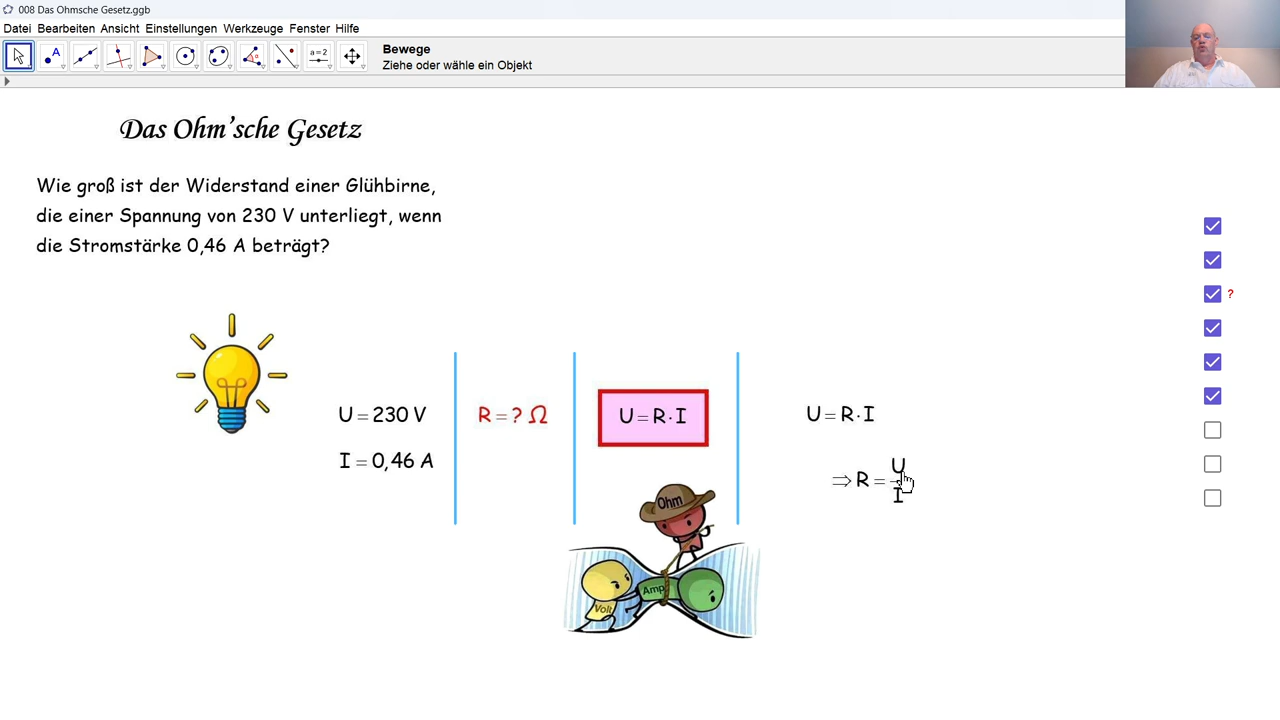 008 Das Ohmsche Gesetz.ggb
Datei Bearbeiten Ansicht Einstellungen Werkzeuge Fenster Hilfe
A
a=2
Bewege
Ziehe oder wähle ein Objekt
Das Ohm'sche Gesetz
Wie groß ist der Widerstand einer Glühbirne,
die einer Spannung von 230 V unterliegt, wenn
die Stromstärke 0,46 A beträgt?
?
U = 230 V
I = 0,46 A
R = ? Ω
U = R · I
U = R · I
⇒ R = U/I
Ohm
Amp
Volt